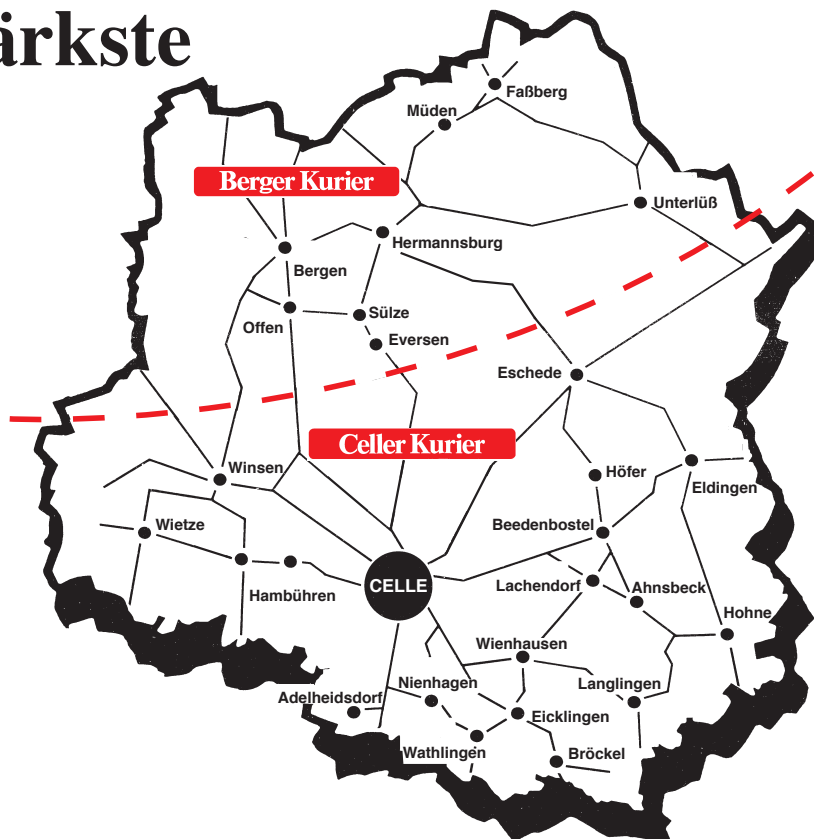 ärkste
Faßberg
Müden
Berger Kurier
Unterlüß
Hermannsburg
Bergen
Sülze
Offen
Eversen
Eschede
Celler Kurier
Winsen
Höfer
Eldingen
Wietze
Beedenbostel
CELLE
Lachendorf
Ahnsbeck
Hambühren
Hohne
Wienhausen
Nienhagen
Langlingen
Adelheidsdorf
Eicklingen
Wathlingen
Bröckel